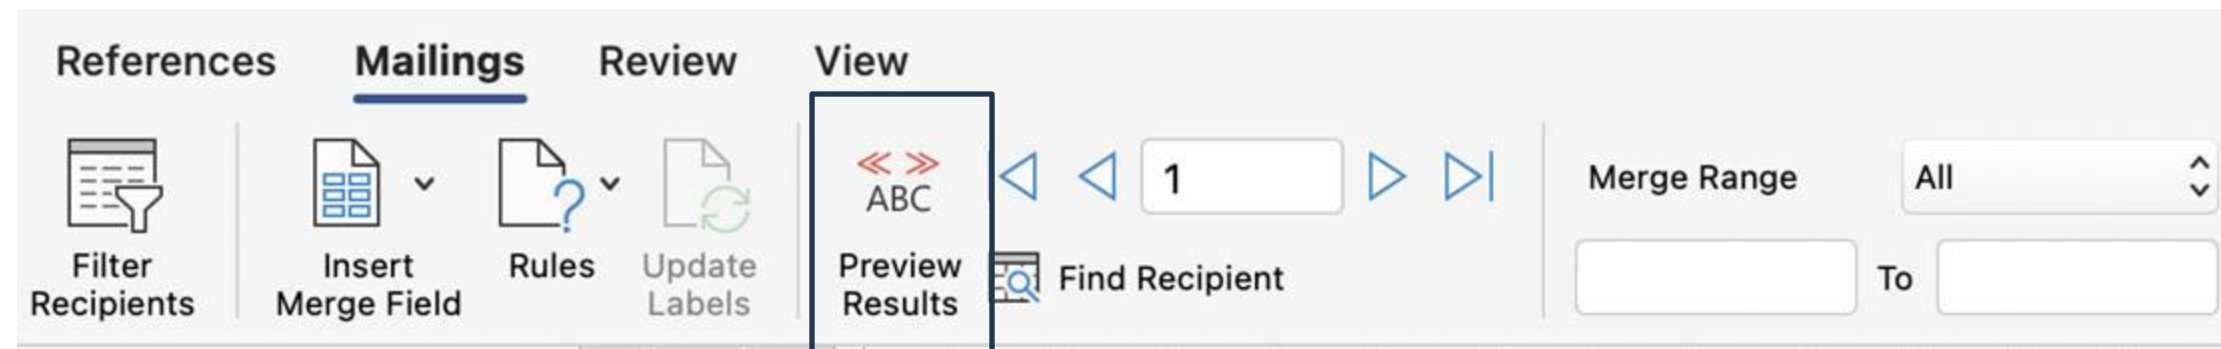 References Mailings Review View
Filter
Recipients
Insert
Merge Field
Rules
Update
Labels
ABC
Preview
Results
1
Find Recipient
Merge Range All
To